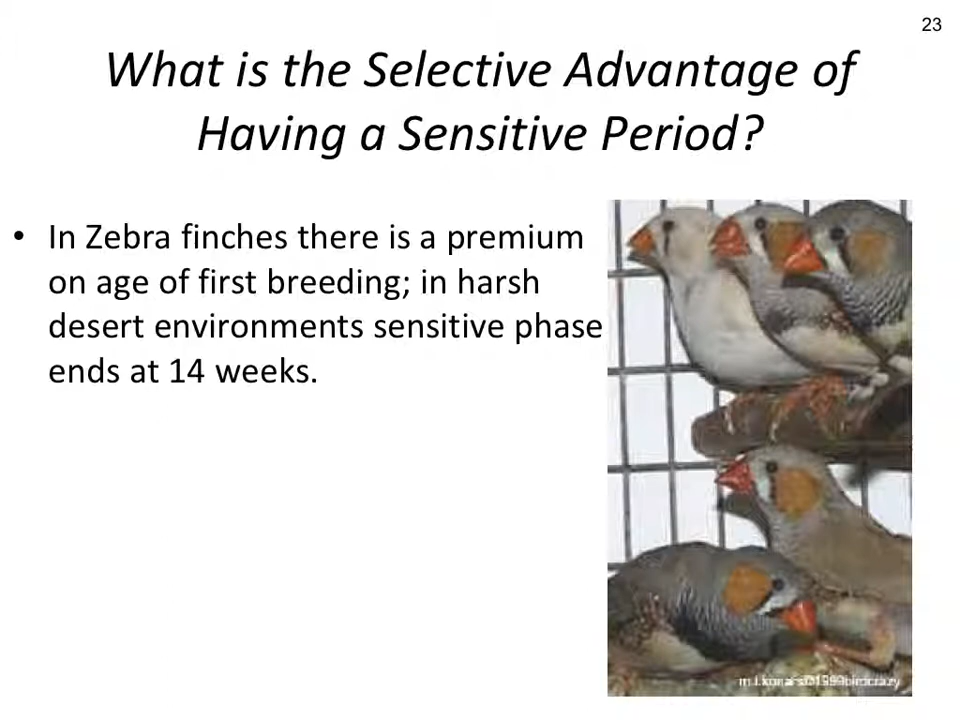 23
What is the Selective Advantage of
Having a Sensitive Period?
• In Zebra finches there is a premium
on age of first breeding; in harsh
desert environments sensitive phase
ends at 14 weeks.